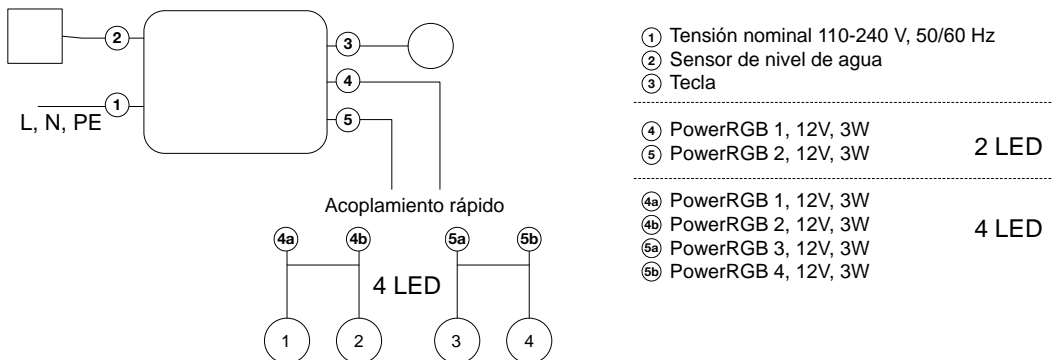 2
1
L, N, PE
3
4
5
Acoplamiento rápido
4a 4b 5a 5b
4 LED
1 2 3 4
1 Tensión nominal 110-240 V, 50/60 Hz
2 Sensor de nivel de agua
3 Tecla
4 PowerRGB 1, 12V, 3W
5 PowerRGB 2, 12V, 3W
2 LED
4a PowerRGB 1, 12V, 3W
4b PowerRGB 2, 12V, 3W
5a PowerRGB 3, 12V, 3W
5b PowerRGB 4, 12V, 3W
4 LED